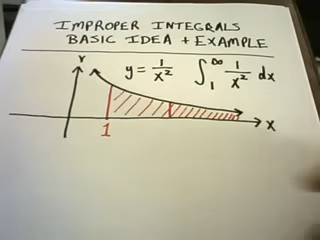 IMPROPER INTEGRALS
BASIC IDEA + EXAMPLE
Y y = 1/x² ∫₁^∞ 1/x² dx
X
1